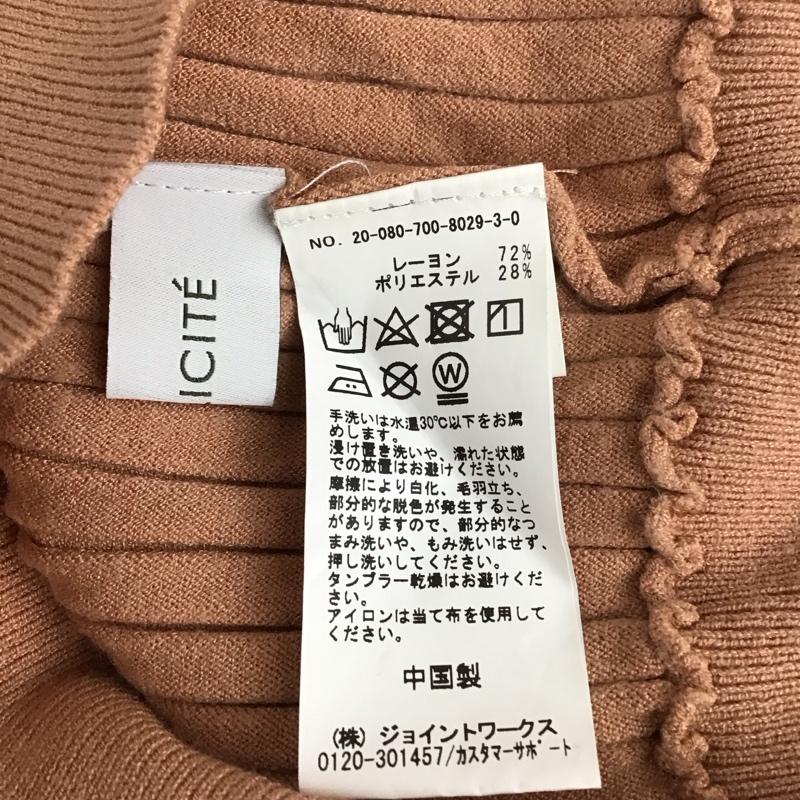 ICITÉ
NO. 20-080-700-8029-3-0
レーヨン 72%
ポリエステル 28%
W
手洗いは水温30℃以下をお薦
めします。
浸け置き洗いや、濡れた状態
での放置はお避けください。
摩擦により白化、毛羽立ち、
部分的な脱色が発生すること
がありますので、部分的なつ
まみ洗いや、もみ洗いはせず、
押し洗いしてください。
タンブラー乾燥はお避けくだ
さい。
アイロンは当て布を使用して
ください。
中国製
(株) ジョイントワークス
0120-301457/カスタマーサポート